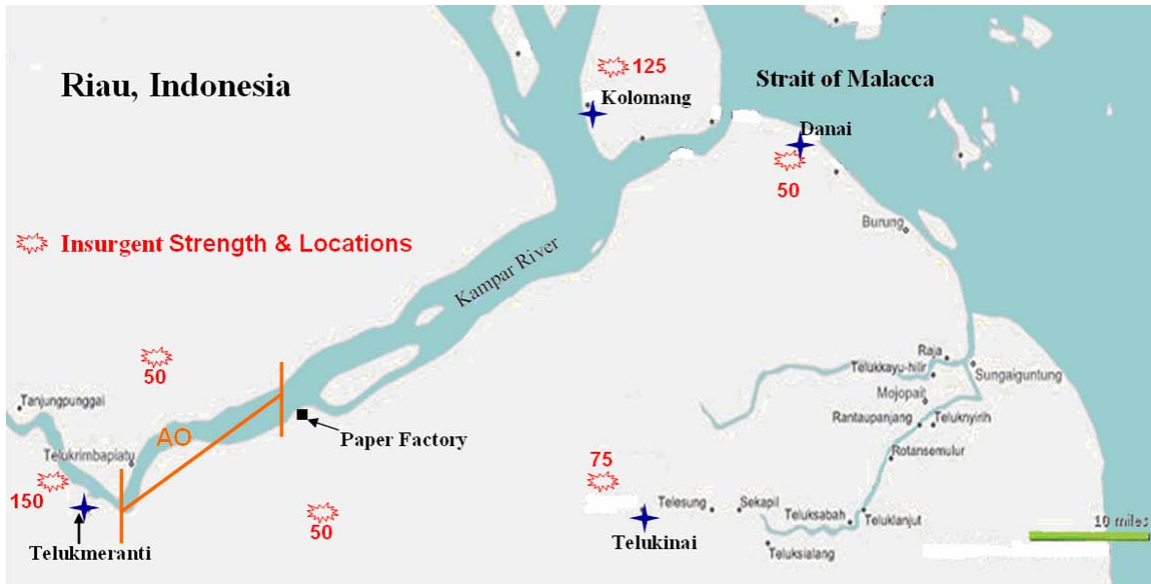 Riau, Indonesia
125
Kolomang
Strait of Malacca
Danai
50
Burung
Insurgent Strength & Locations
Kampar River
50
Raja
Telukkayu-hilir
Sungaiguntung
Mojopait
Tanjungpunggai
AO
Paper Factory
Rantaupanjang
Teluknyirih
Telukrimbapiatu
Rotansemulur
150
75
50
Telesung
Sekapil
Teluksabah
Teluklanjut
10 miles
Telukmeranti
Telukinai
Teluksialang